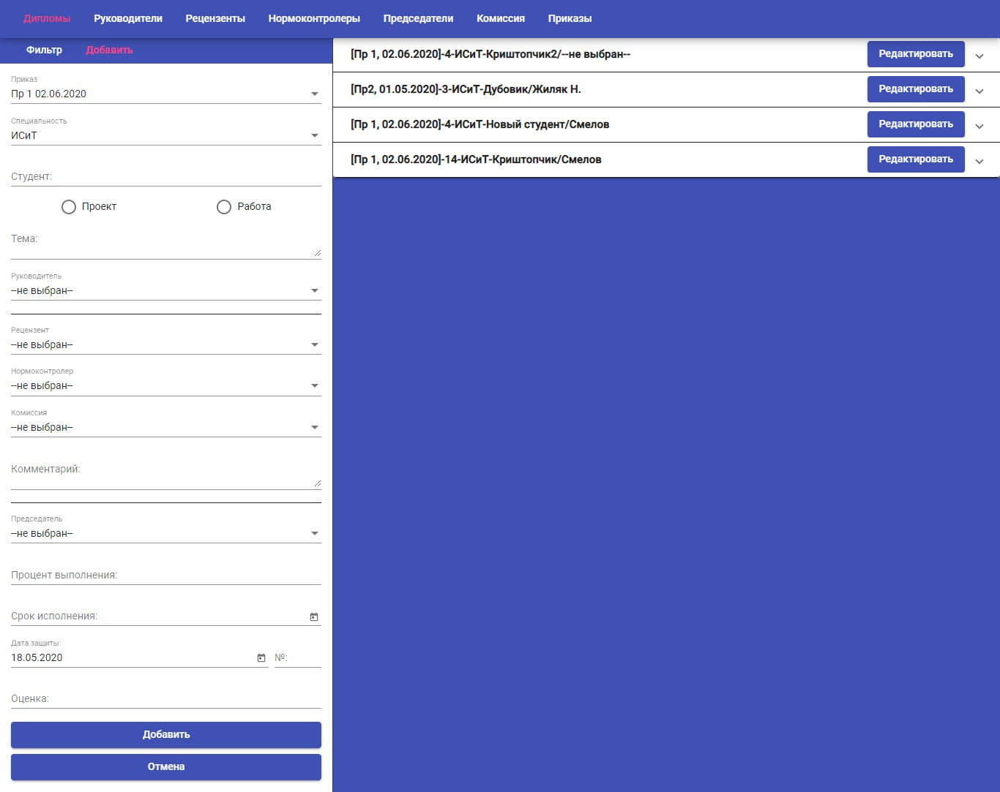 Дипломы Руководители Рецензенты Нормоконтролеры Председатели Комиссия Приказы
Фильтр Добавить
Приказ
Пр 1 02.06.2020
Специальность
ИСиТ
Студент:
Проект Работа
Тема:
Руководитель
--не выбран--
Рецензент
--не выбран--
Нормоконтролер
--не выбран--
Комиссия
--не выбран--
Комментарий:
Председатель
--не выбран--
Процент выполнения:
Срок исполнения:
Дата защиты:
18.05.2020 №:
Оценка:
Добавить
Отмена
[Пр 1, 02.06.2020]-4-ИСиТ-Криштопчик2/--не выбран-- Редактировать
[Пр2, 01.05.2020]-3-ИСиТ-Дубовик/Жиляк Н. Редактировать
[Пр 1, 02.06.2020]-4-ИСиТ-Новый студент/Смелов Редактировать
[Пр 1, 02.06.2020]-14-ИСиТ-Криштопчик/Смелов Редактировать